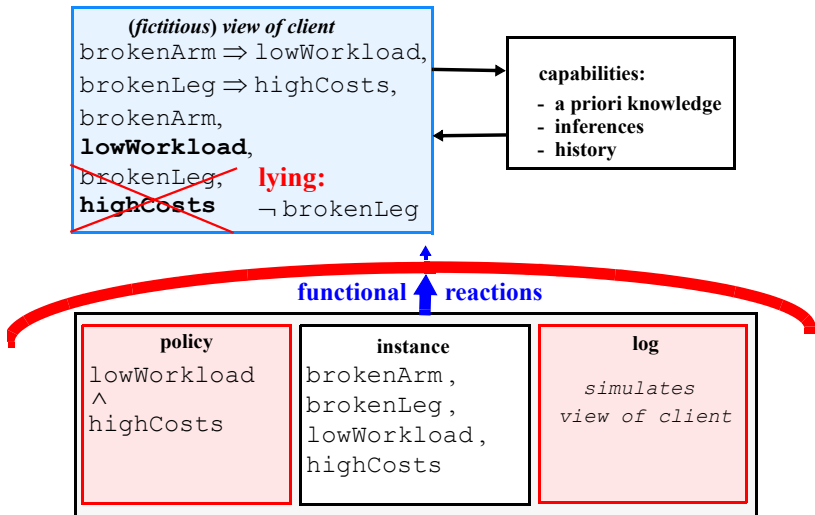 (fictitious) view of client
brokenArm ⇒ lowWorkload,
brokenLeg ⇒ highCosts,
brokenArm,
lowWorkload,
brokenLeg,
highCosts
lying:
¬ brokenLeg
capabilities:
- a priori knowledge
- inferences
- history
functional reactions
policy
lowWorkload
∧
highCosts
instance
brokenArm ,
brokenLeg ,
lowWorkload ,
highCosts
log
simulates
view of client